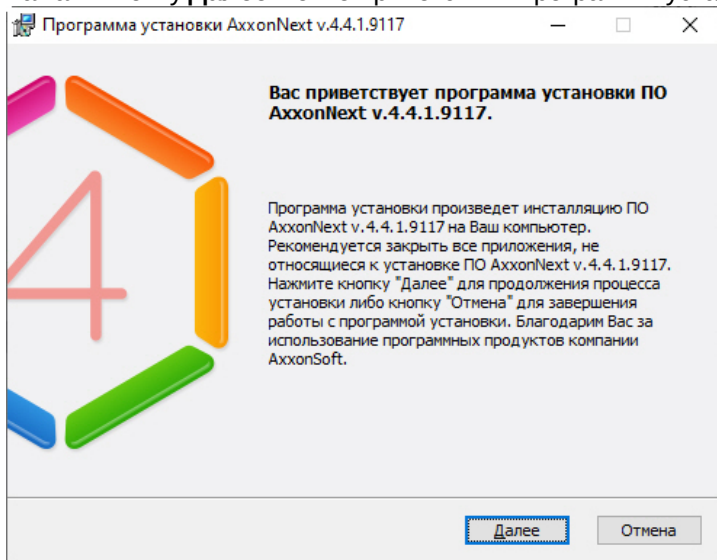 Программа установки AxxonNext v.4.4.1.9117
Вас приветствует программа установки ПО
AxxonNext v.4.4.1.9117.
4
Программа установки произведет инсталляцию ПО
AxxonNext v.4.4.1.9117 на Ваш компьютер.
Рекомендуется закрыть все приложения, не
относящиеся к установке ПО AxxonNext v.4.4.1.9117.
Нажмите кнопку "Далее" для продолжения процесса
установки либо кнопку "Отмена" для завершения
работы с программой установки. Благодарим Вас за
использование программных продуктов компании
AxxonSoft.
Далее
Отмена